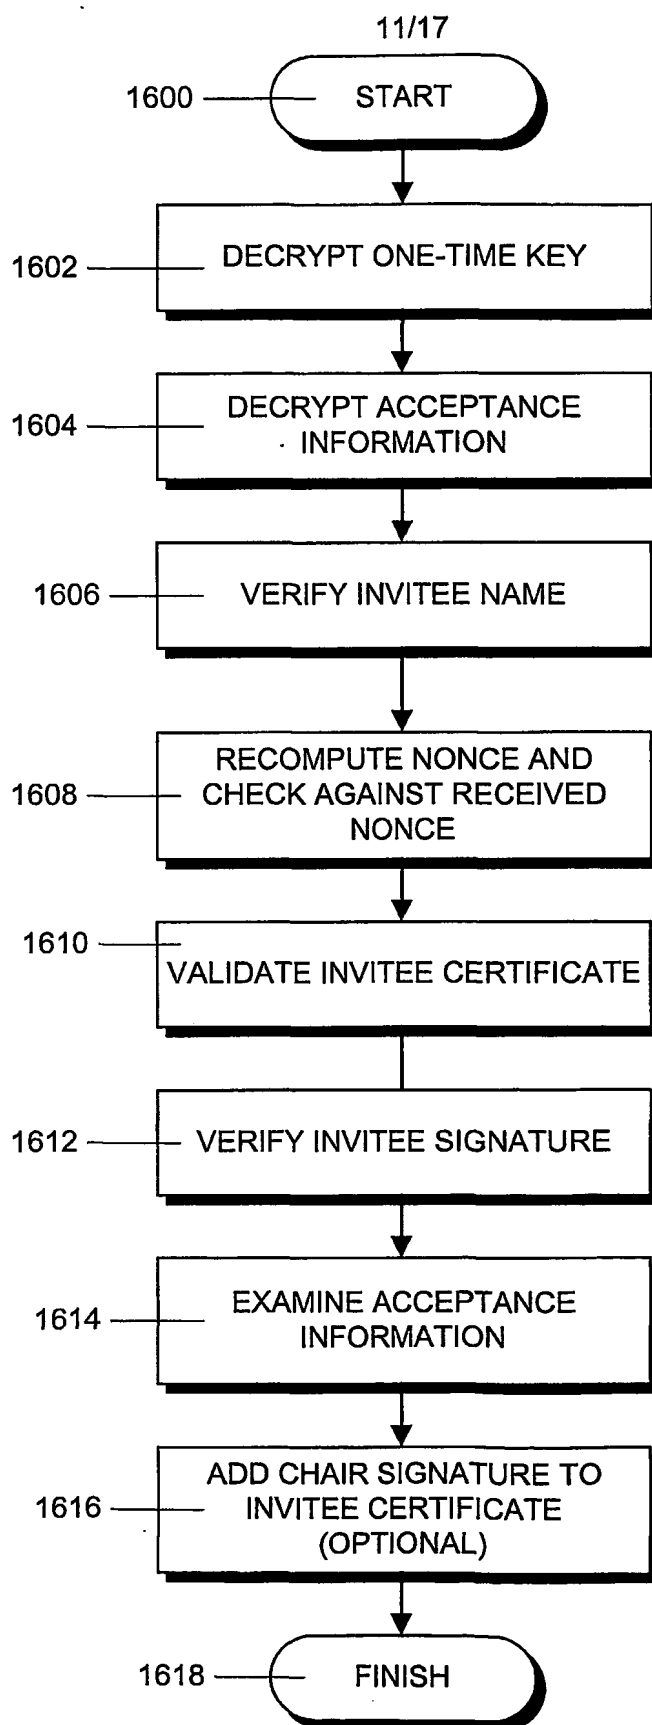 11/17
1600
START
1602
DECRYPT ONE-TIME KEY
1604
DECRYPT ACCEPTANCE
INFORMATION
1606
VERIFY INVITEE NAME
1608
RECOMPUTE NONCE AND
CHECK AGAINST RECEIVED
NONCE
1610
VALIDATE INVITEE CERTIFICATE
1612
VERIFY INVITEE SIGNATURE
1614
EXAMINE ACCEPTANCE
INFORMATION
1616
ADD CHAIR SIGNATURE TO
INVITEE CERTIFICATE
(OPTIONAL)
1618
FINISH